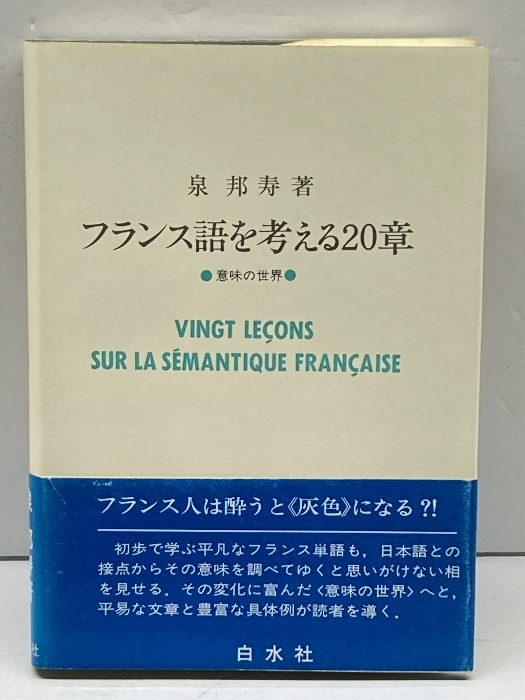 泉 邦寿著
フランス語を考える20章
●意味の世界●
VINGT LEÇONS
SUR LA SÉMANTIQUE FRANÇAISE
フランス人は酔うと《灰色》になる?!
初歩で学ぶ平凡なフランス単語も，日本語との
接点からその意味を調べてゆくと思いがけない相
を見せる．その変化に富んだ〈意味の世界〉へと，
平易な文章と豊富な具体例が読者を導く．
白水社